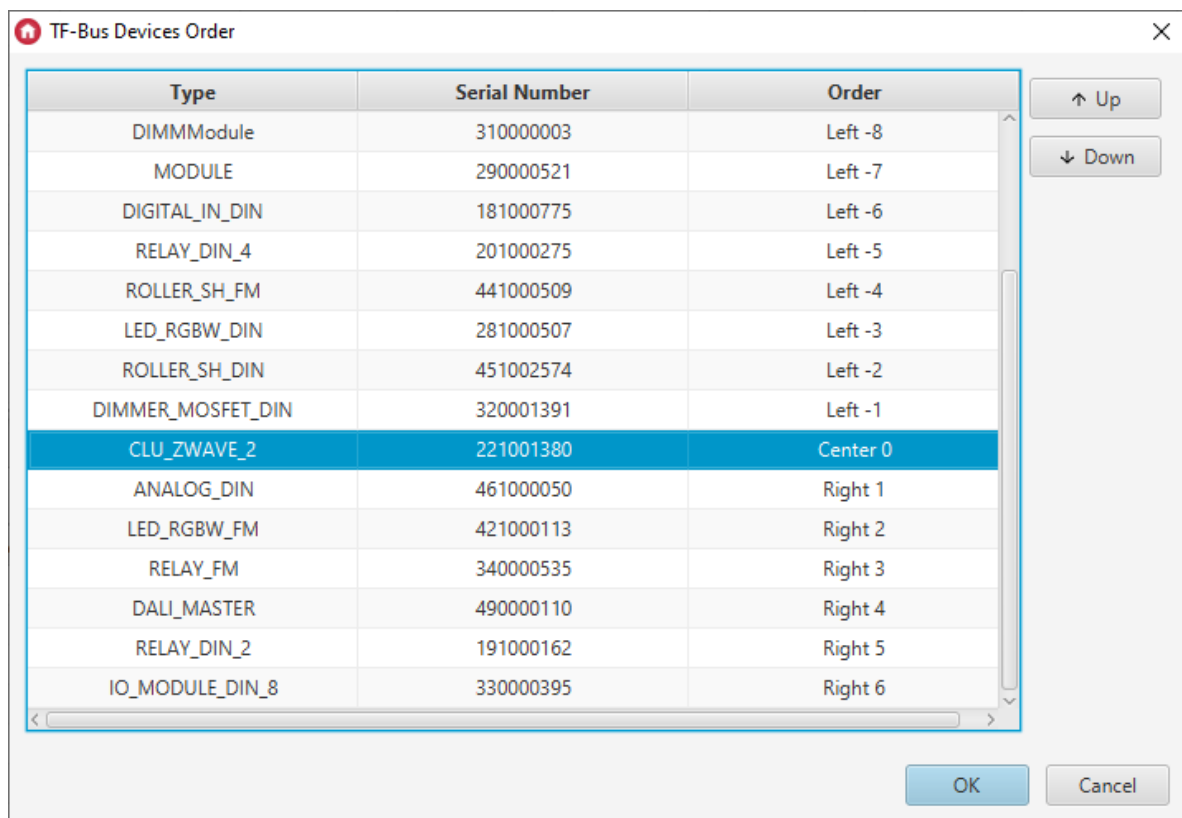 TF-Bus Devices Order
Type Serial Number Order
↑ Up
DIMMModule 310000003 Left -8
↓ Down
MODULE 290000521 Left -7
DIGITAL_IN_DIN 181000775 Left -6
RELAY_DIN_4 201000275 Left -5
ROLLER_SH_FM 441000509 Left -4
LED_RGBW_DIN 281000507 Left -3
ROLLER_SH_DIN 451002574 Left -2
DIMMER_MOSFET_DIN 320001391 Left -1
CLU_ZWAVE_2 221001380 Center 0
ANALOG_DIN 461000050 Right 1
LED_RGBW_FM 421000113 Right 2
RELAY_FM 340000535 Right 3
DALI_MASTER 490000110 Right 4
RELAY_DIN_2 191000162 Right 5
IO_MODULE_DIN_8 330000395 Right 6
OK Cancel